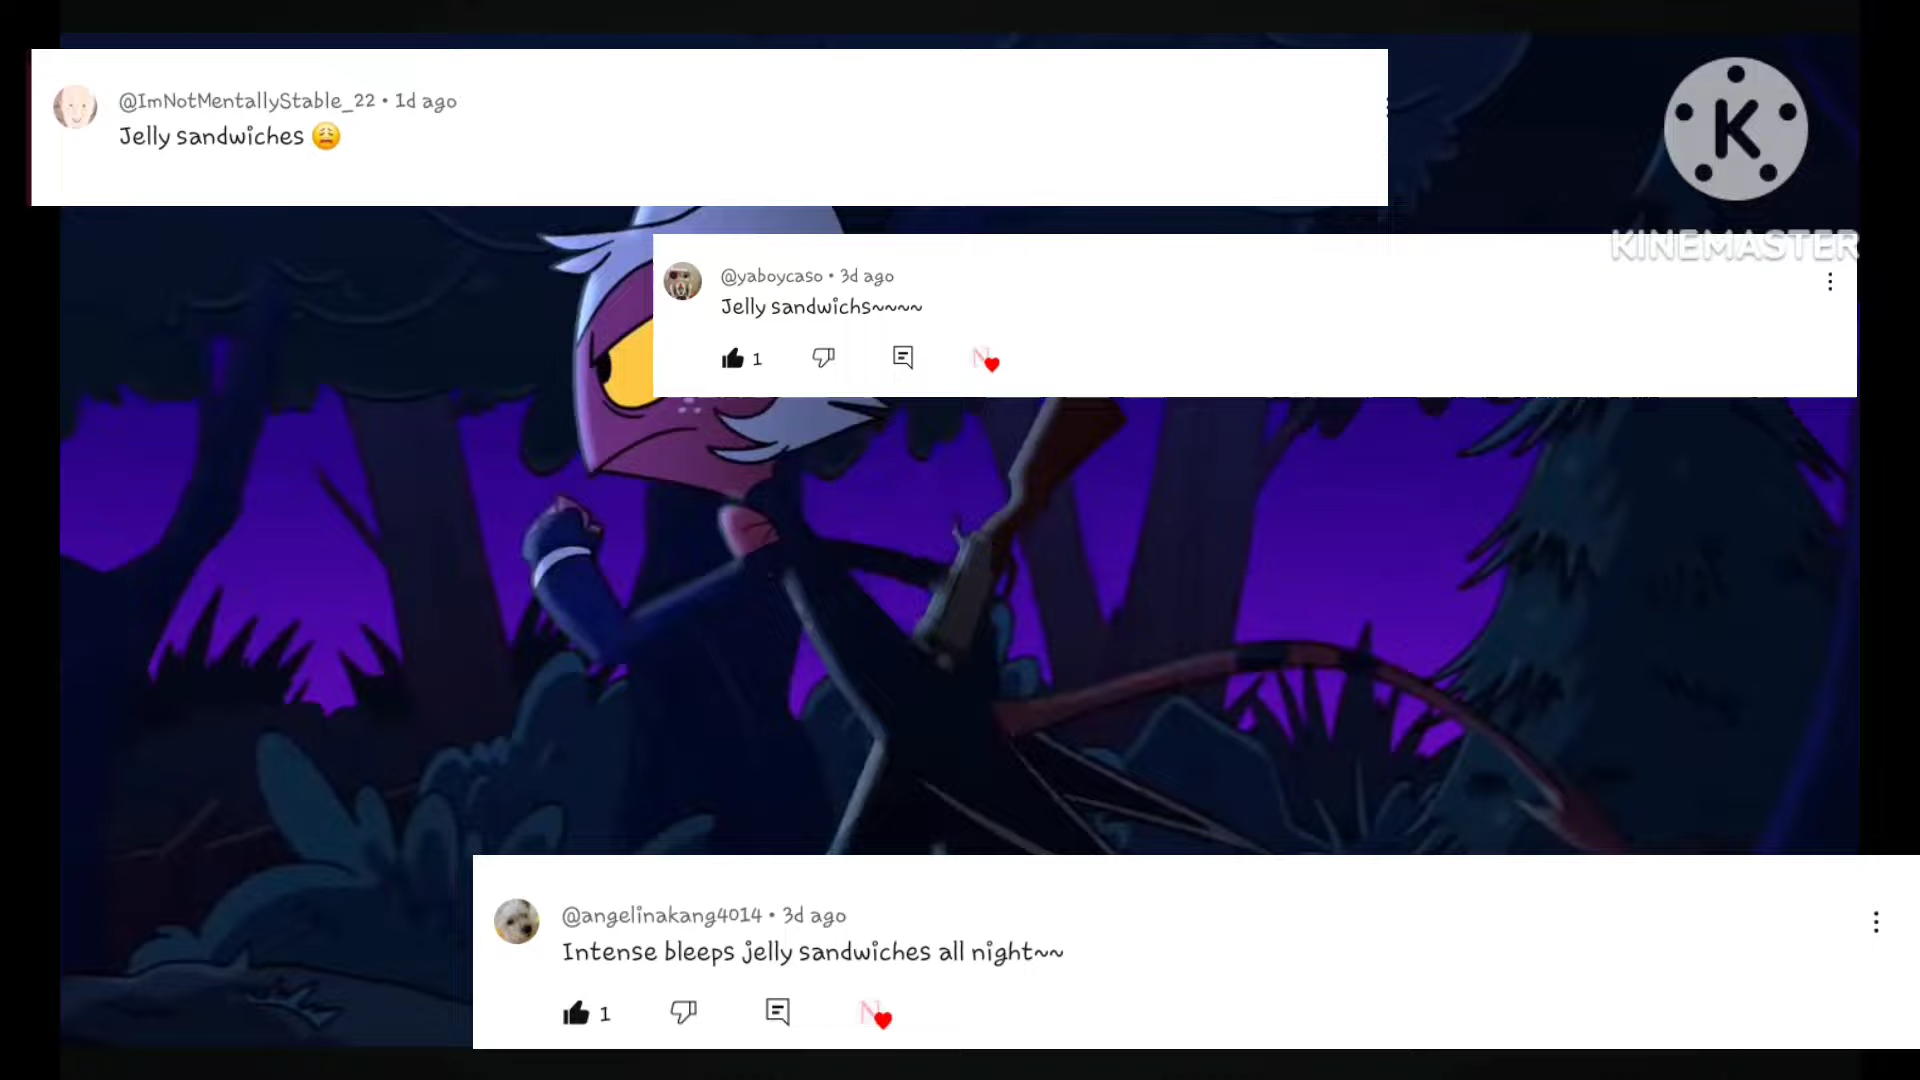 @ImNotMentallyStable_22 • 1d ago
Jelly sandwiches 😩
K
KINEMASTER
@yaboycaso • 3d ago
Jelly sandwichs~~~~
1
N
@angelinakang4014 • 3d ago
Intense bleeps jelly sandwiches all night~~
1
N